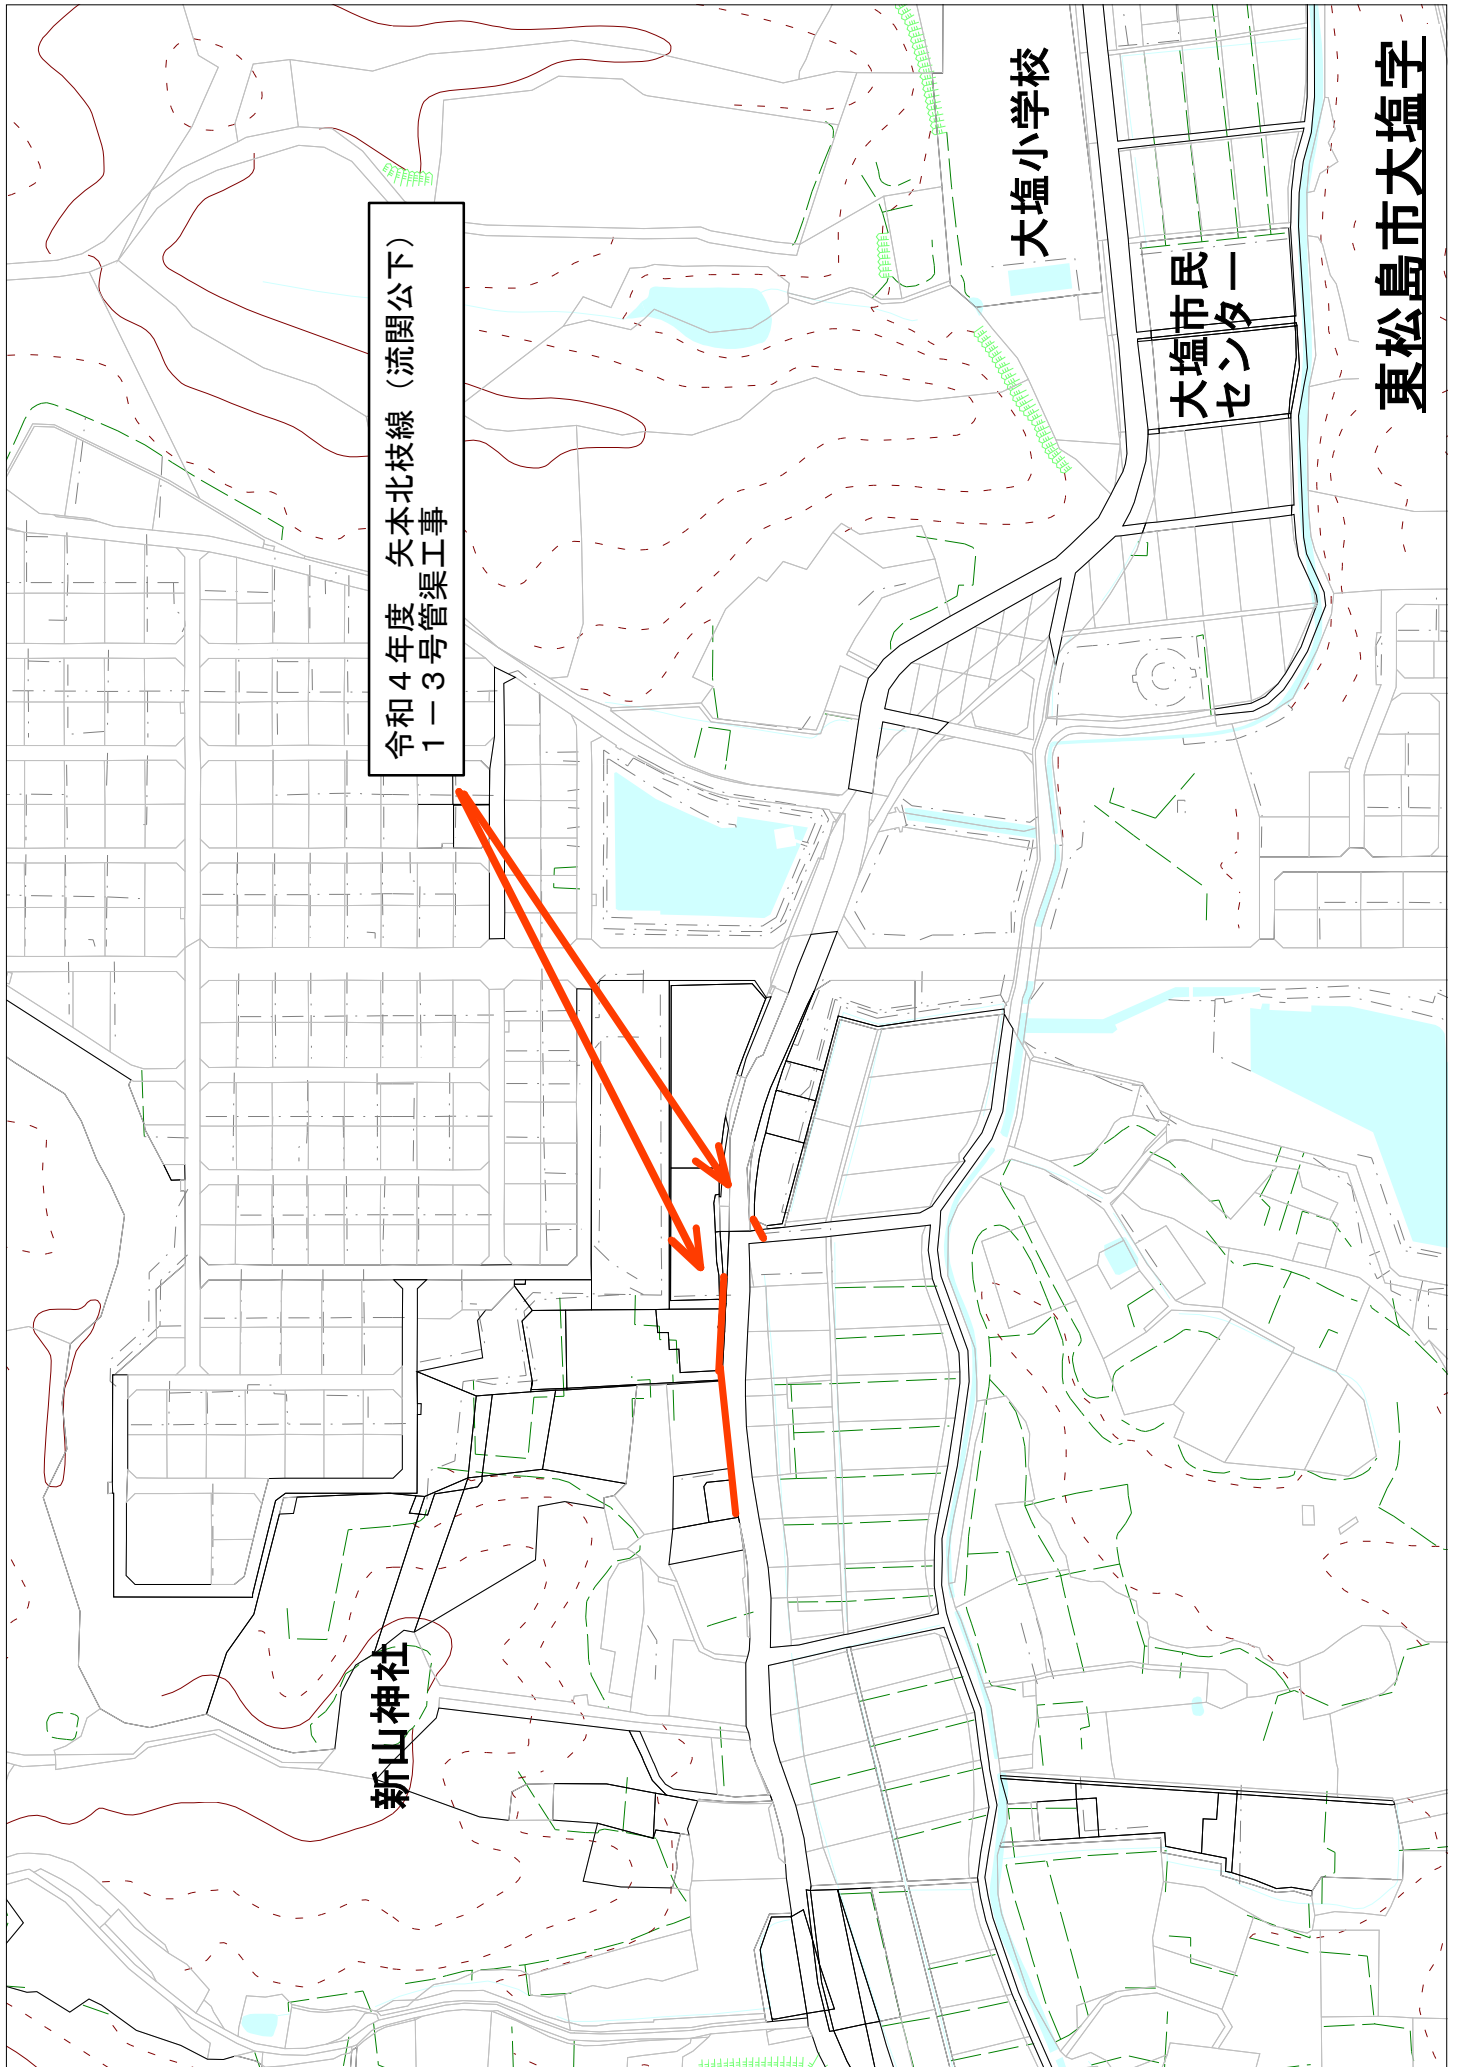 東松島市大塩字
大塩小学校
大塩市民
センター
令和４年度　矢本北枝線（流関公下）
１－３号管渠工事
新山神社